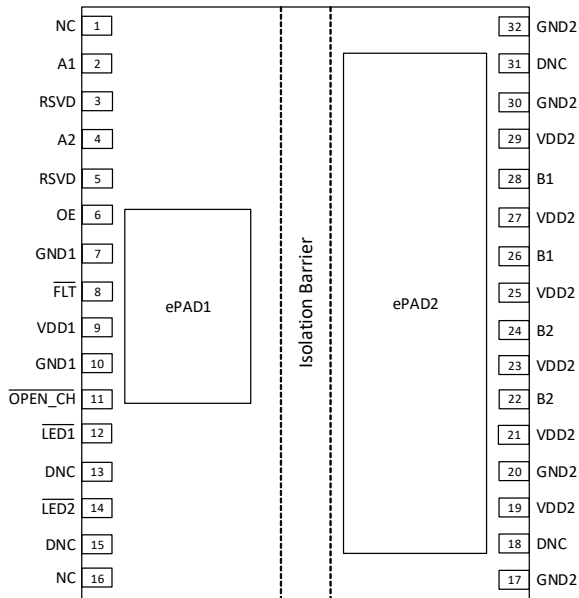 NC 1
A1 2
RSVD 3
A2 4
RSVD 5
OE 6
GND1 7
FLT 8
VDD1 9
GND1 10
OPEN_CH 11
LED1 12
DNC 13
LED2 14
DNC 15
NC 16
ePAD1
Isolation Barrier
ePAD2
32 GND2
31 DNC
30 GND2
29 VDD2
28 B1
27 VDD2
26 B1
25 VDD2
24 B2
23 VDD2
22 B2
21 VDD2
20 GND2
19 VDD2
18 DNC
17 GND2